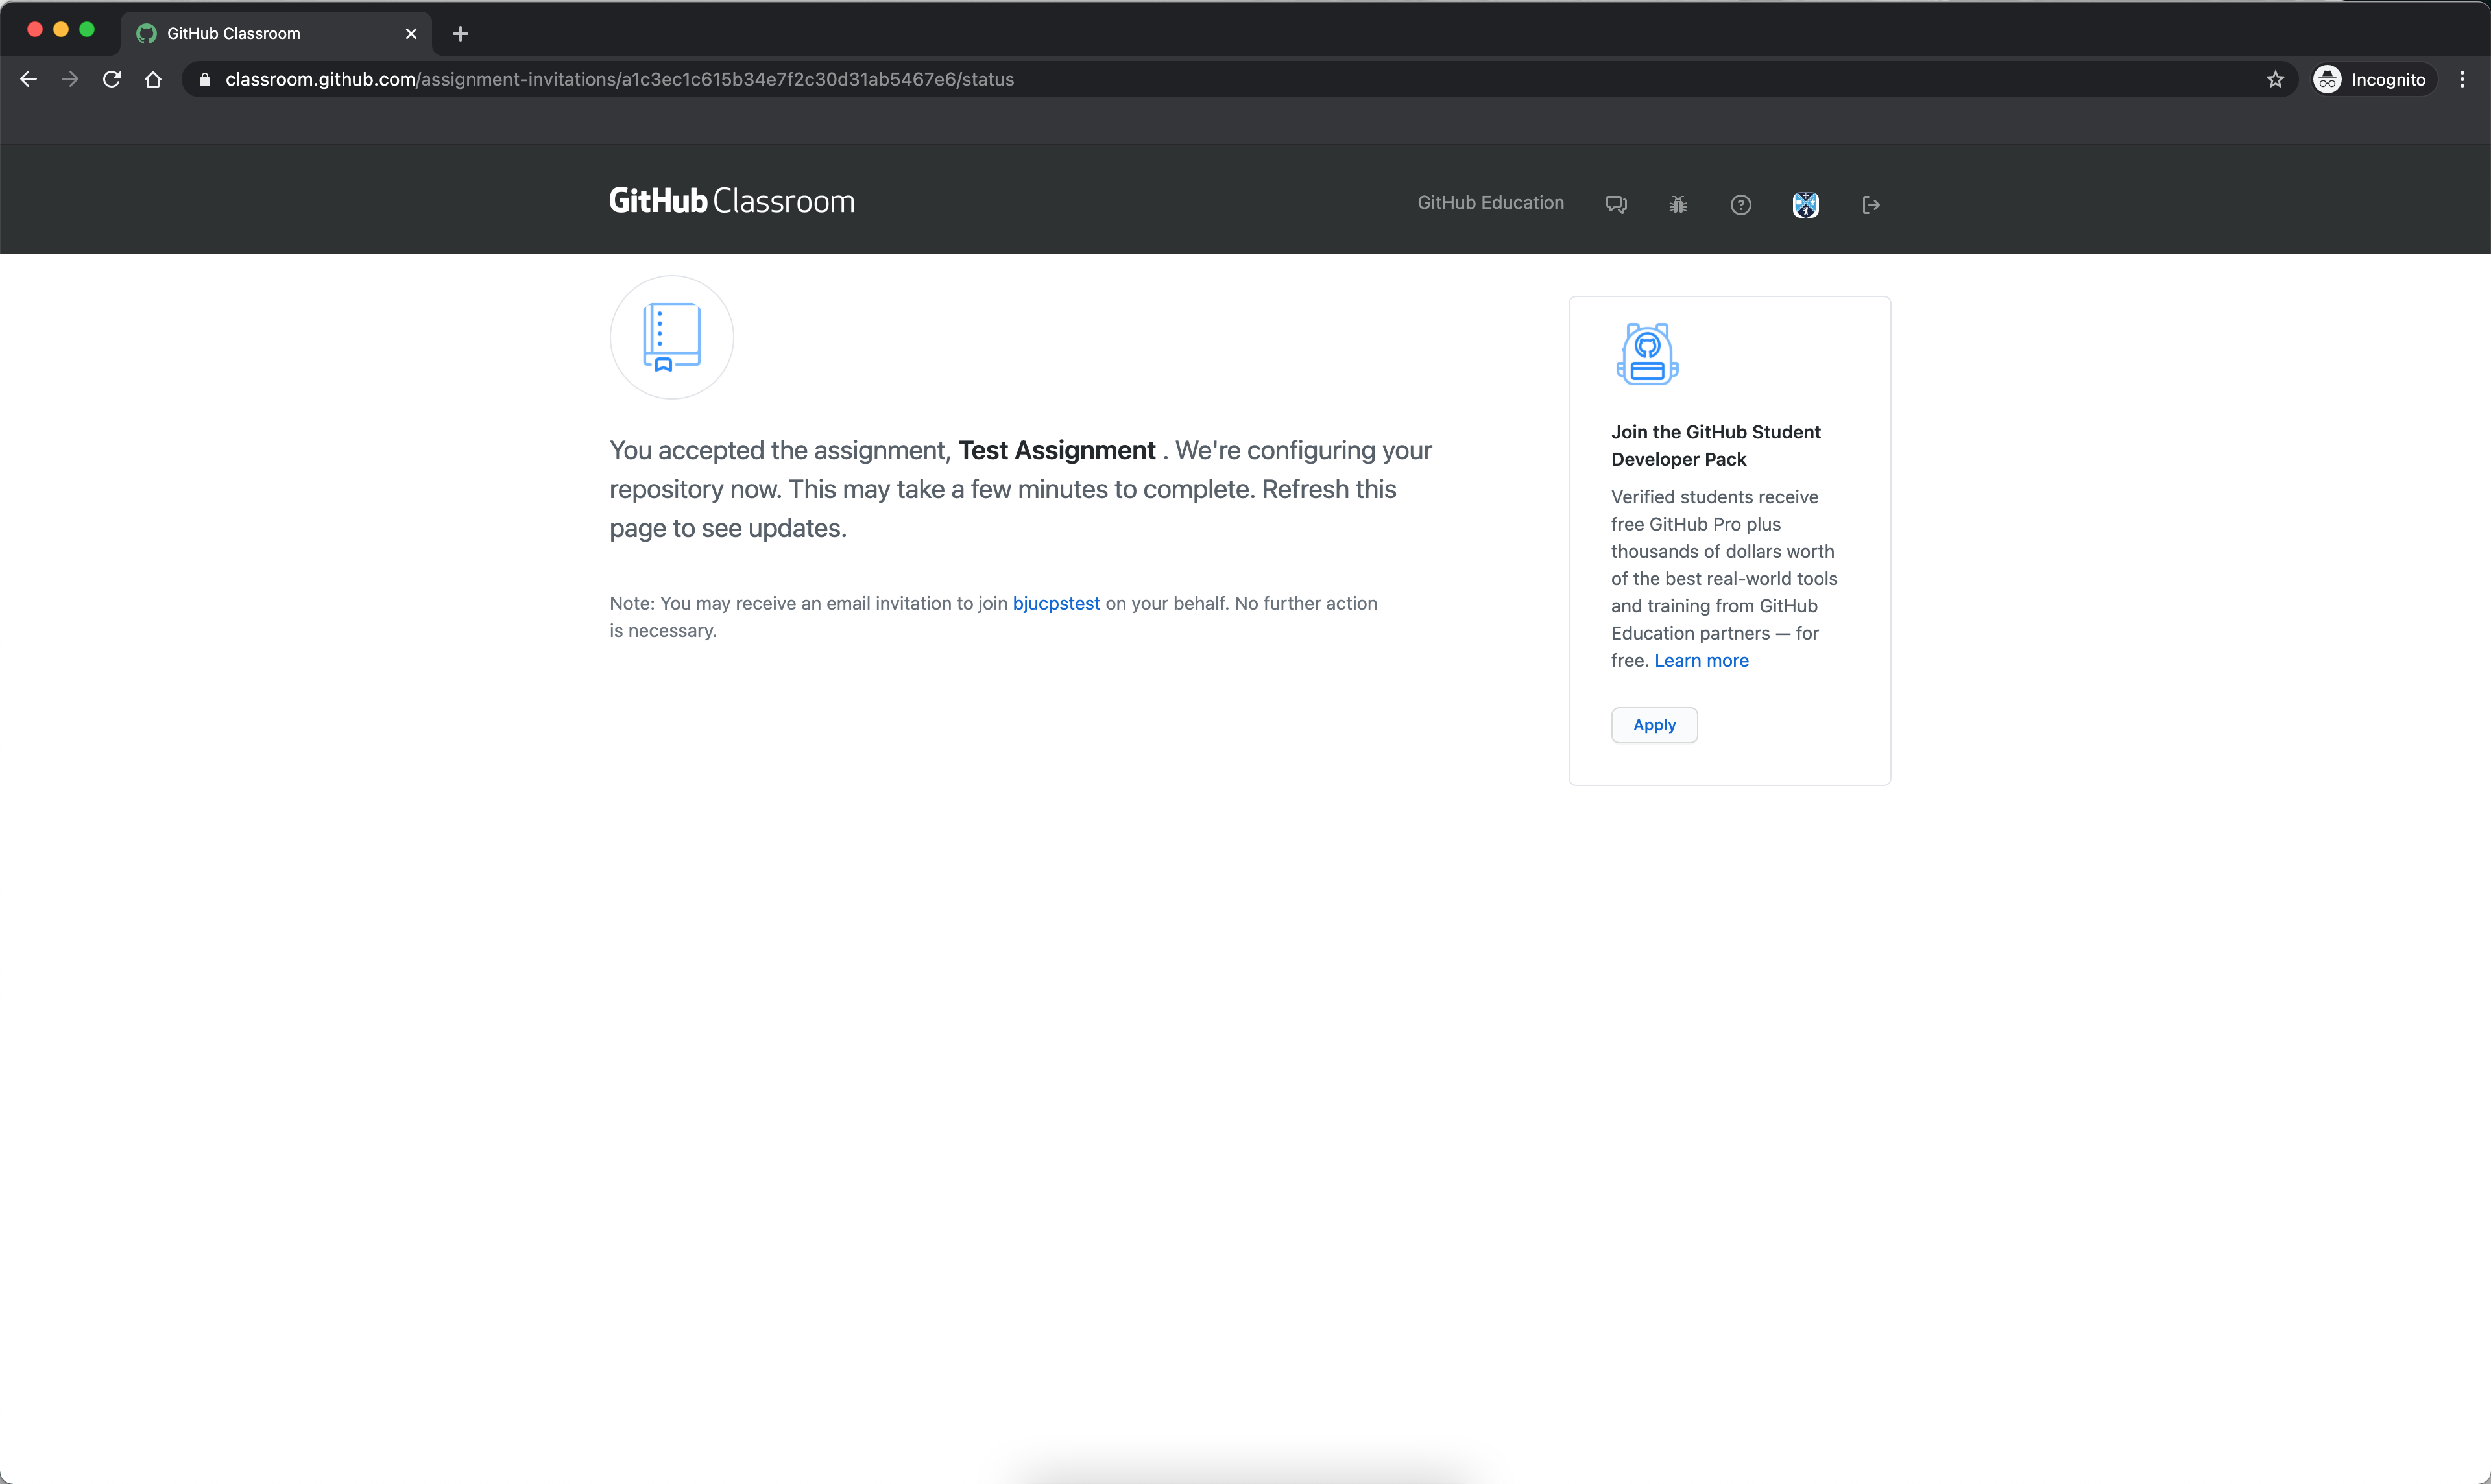 GitHub Classroom
classroom.github.com/assignment-invitations/a1c3ec1c615b34e7f2c30d31ab5467e6/status
Incognito
GitHub Classroom
GitHub Education
You accepted the assignment, Test Assignment . We're configuring your
repository now. This may take a few minutes to complete. Refresh this
page to see updates.
Note: You may receive an email invitation to join bjucpstest on your behalf. No further action
is necessary.
Join the GitHub Student
Developer Pack
Verified students receive
free GitHub Pro plus
thousands of dollars worth
of the best real-world tools
and training from GitHub
Education partners — for
free. Learn more
Apply